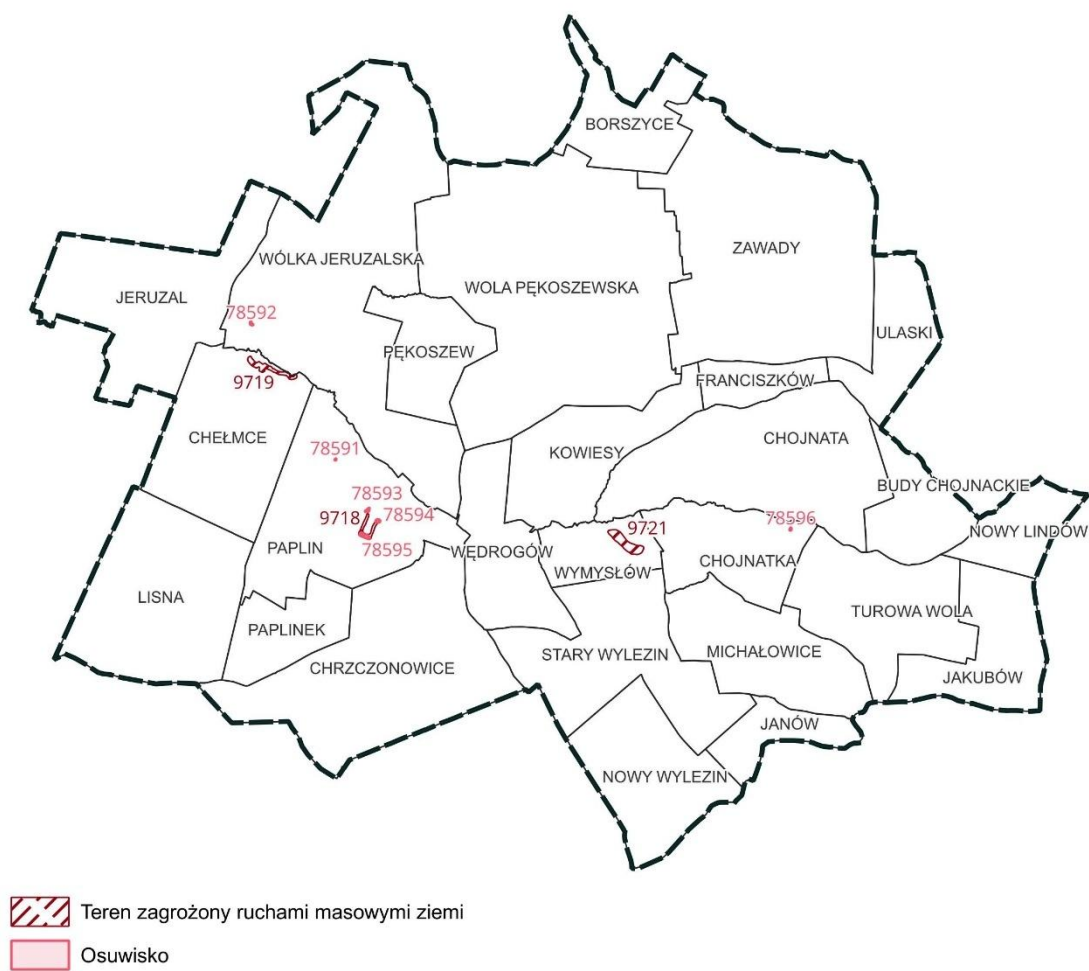 BORSZYCE
ZAWADY
WÓLKA JERUZALSKA
JERUZAL
WOLA PĘKOSZEWSKA
78592
ULASKI
PĘKOSZEW
9719
FRANCISZKÓW
CHEŁMCE
CHOJNATA
78591
KOWIESY
BUDY CHOJNACKIE
78593
9718
78594
78596
9721
NOWY LINDÓW
PAPLIN
78595
WĘDROGÓW
WYMYSŁÓW
CHOJNATKA
LISNA
TUROWA WOLA
PAPLINEK
STARY WYLEZIN
MICHAŁOWICE
CHRZCZONOWICE
JAKUBÓW
JANÓW
NOWY WYLEZIN
Teren zagrożony ruchami masowymi ziemi
Osuwisko